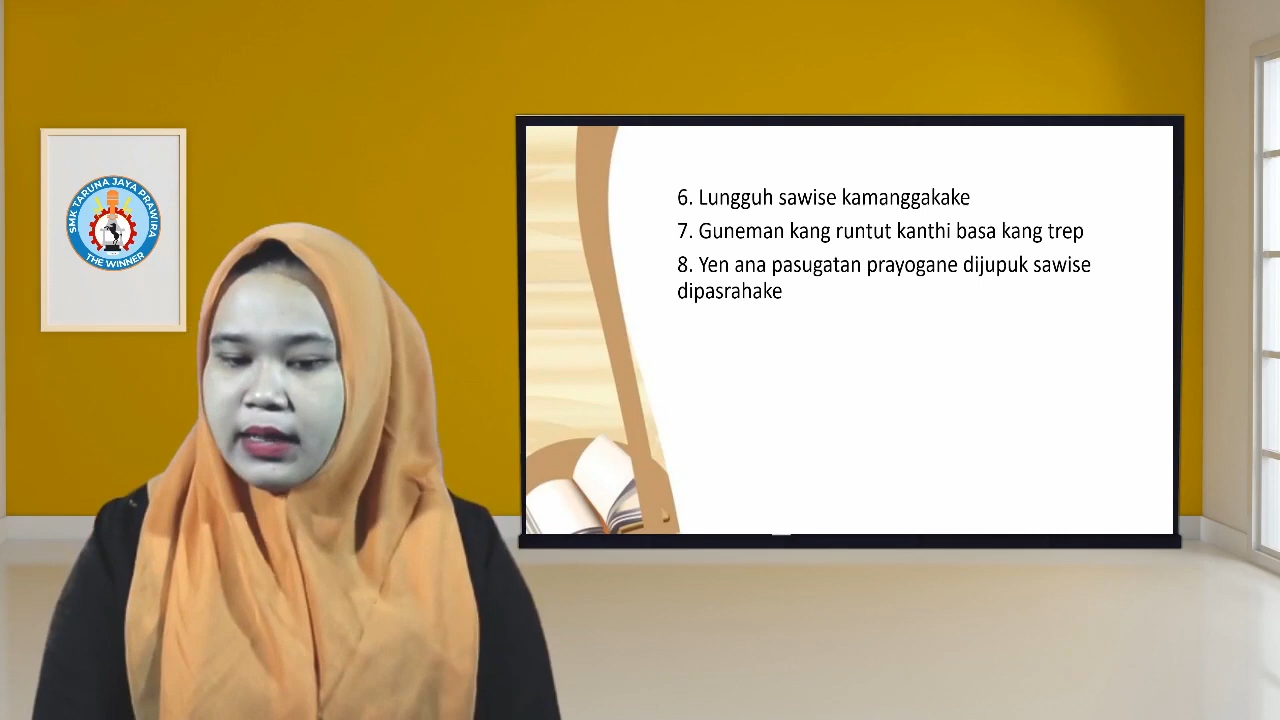 SMK TARUNA JAYA PRAWIRA
THE WINNER
6. Lungguh sawise kamanggakake
7. Guneman kang runtut kanthi basa kang trep
8. Yen ana pasugatan prayogane dijupuk sawise
dipasrahake